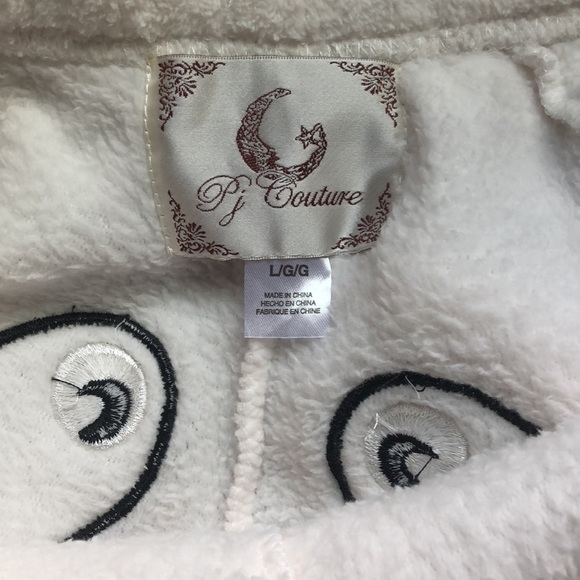 Pj Couture
L/G/G
MADE IN CHINA
HECHO EN CHINA
FABRIQUE EN CHINE